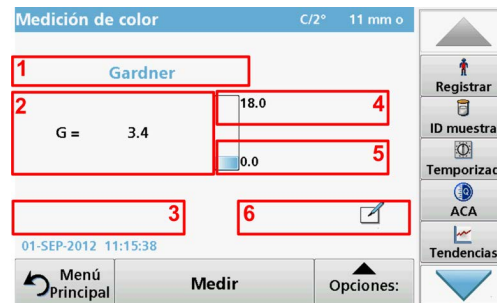 Medición de color C/2° 11 mm o
1 Gardner
2 18.0 4
G = 3.4
5
0.0
3 6
01-SEP-2012 11:15:38
Registrar
ID muestra
Temporizad
ACA
Tendencias
Menú Principal
Medir
Opciones: